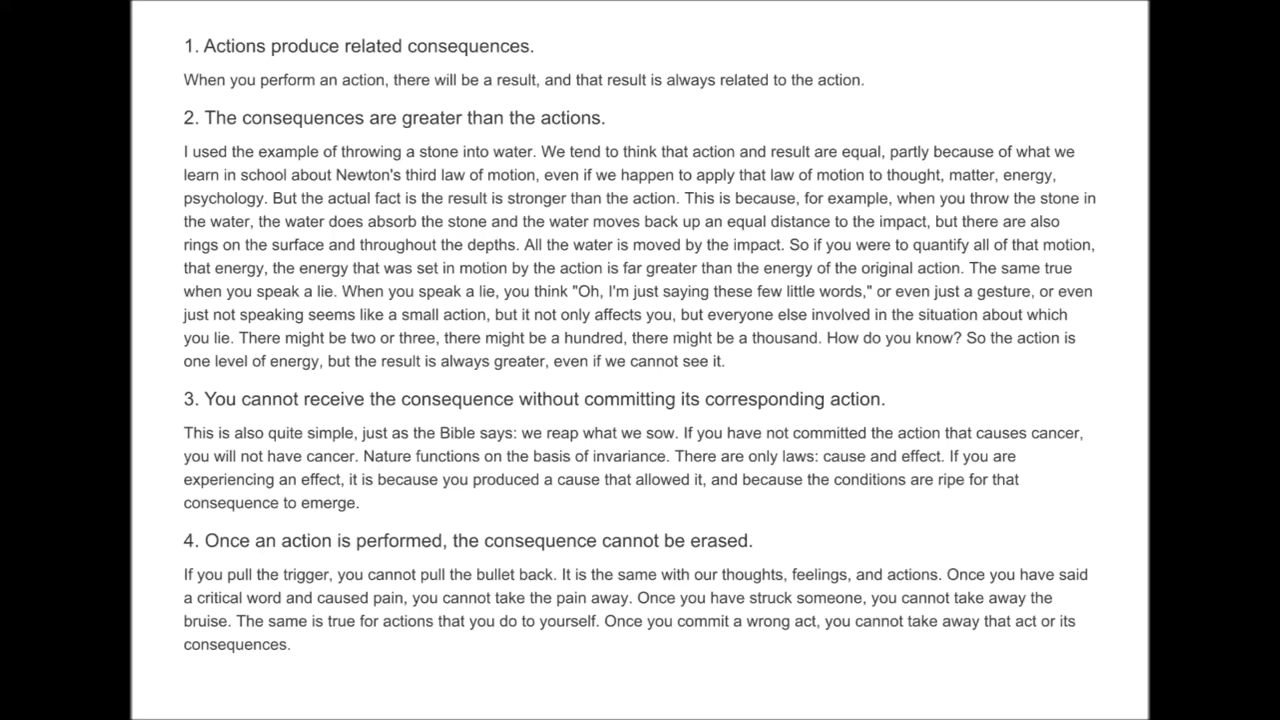 1. Actions produce related consequences.
When you perform an action, there will be a result, and that result is always related to the action.
2. The consequences are greater than the actions.
I used the example of throwing a stone into water. We tend to think that action and result are equal, partly because of what we
learn in school about Newton's third law of motion, even if we happen to apply that law of motion to thought, matter, energy,
psychology. But the actual fact is the result is stronger than the action. This is because, for example, when you throw the stone in
the water, the water does absorb the stone and the water moves back up an equal distance to the impact, but there are also
rings on the surface and throughout the depths. All the water is moved by the impact. So if you were to quantify all of that motion,
that energy, the energy that was set in motion by the action is far greater than the energy of the original action. The same true
when you speak a lie. When you speak a lie, you think "Oh, I'm just saying these few little words," or even just a gesture, or even
just not speaking seems like a small action, but it not only affects you, but everyone else involved in the situation about which
you lie. There might be two or three, there might be a hundred, there might be a thousand. How do you know? So the action is
one level of energy, but the result is always greater, even if we cannot see it.
3. You cannot receive the consequence without committing its corresponding action.
This is also quite simple, just as the Bible says: we reap what we sow. If you have not committed the action that causes cancer,
you will not have cancer. Nature functions on the basis of invariance. There are only laws: cause and effect. If you are
experiencing an effect, it is because you produced a cause that allowed it, and because the conditions are ripe for that
consequence to emerge.
4. Once an action is performed, the consequence cannot be erased.
If you pull the trigger, you cannot pull the bullet back. It is the same with our thoughts, feelings, and actions. Once you have said
a critical word and caused pain, you cannot take the pain away. Once you have struck someone, you cannot take away the
bruise. The same is true for actions that you do to yourself. Once you commit a wrong act, you cannot take away that act or its
consequences.